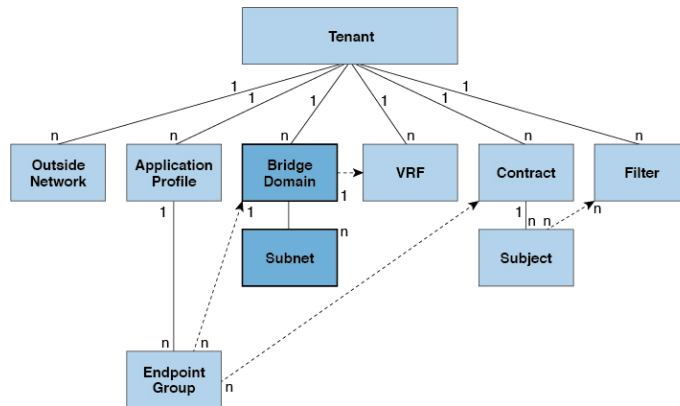 Tenant
1 1 1 1 1 1
n n n n n n
Outside
Network
Application
Profile
Bridge
Domain
VRF
Contract
Filter
1 1 1 1 n n n
Subnet
n
Subject
n n
Endpoint
Group
n